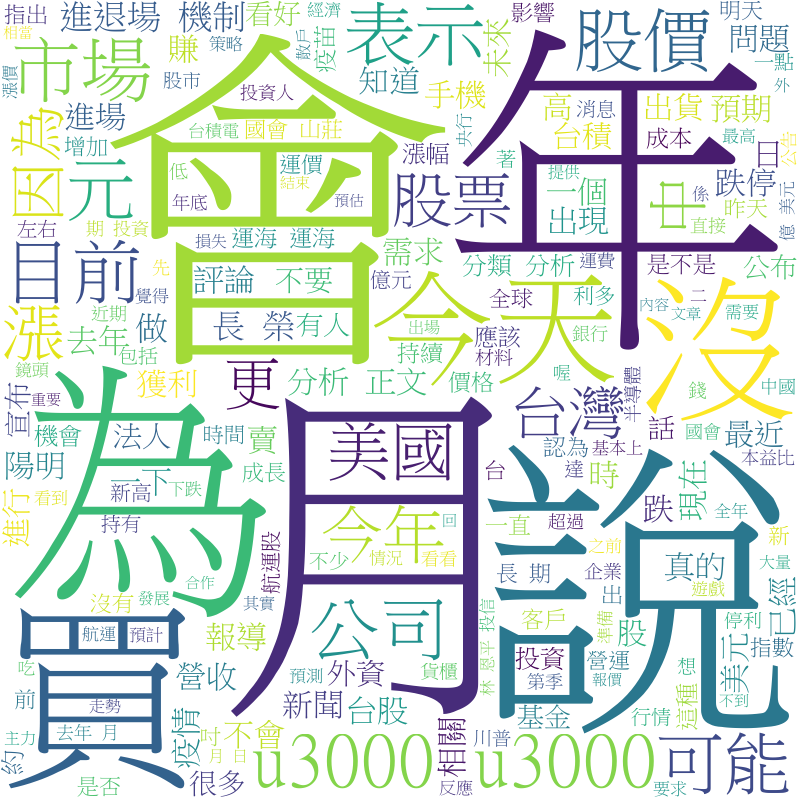 指出
相當
進退場 機制
看好
經濟
影響
明天
漲價
賺
策略
散戶
疫苗
表示
未來
股價
問題
一點
市場
股市
知道
投資人
外
會
年
手機
高
消息
出貨
預期
因為
進場
台積電
國會 山莊
央行
台積
成本
日
最高
公告
增加
元
低
運價
漲幅
著
提供
跌停
結束
年底
預估
股票
一個
中
係
億 美元
左右
期 投資
損失
運海 運海
出現
直接
昨天
目前
需求
分類 分析
運費
是不是
公布
先
評論
不要
億元
今天
沒
覺得
全球
利多
內容
二
漲
近期
長 榮
有人
出場
應該
文章
需要
去年
做
持續
材料
銀行
包括
鏡頭
獲利
更
分析 正文
價格
喔
半導體
錢
中國
宣布
重要
台灣
機會
法人
時間
賣
美國
認為
話
國會
最近
為
月
說
基本上
陽明
一下
成長
台
達
時
本益比
新高
下跌
跌
現在
進行
看到
持有
航運股
今年
回
一直
超過
新
全年
不少
情況
看看
之前
大量
合作
長 期
企業
真的
沒有
發展
其實
公司
出
遊戲
已經
買
航運
預計
報導
客戶
準備
股
停利
林 恩平
投信
美元
指數
吃
營收
預測
外資
貨櫃
投資
營運
想
前
走勢
新聞
第季
報價
這種
不到
疫情
主力
去年 月
吋
不會
台股
基金
行情
約
月 日
相關
川普
可能
是否
很多
u3000
u3000
反應
要求